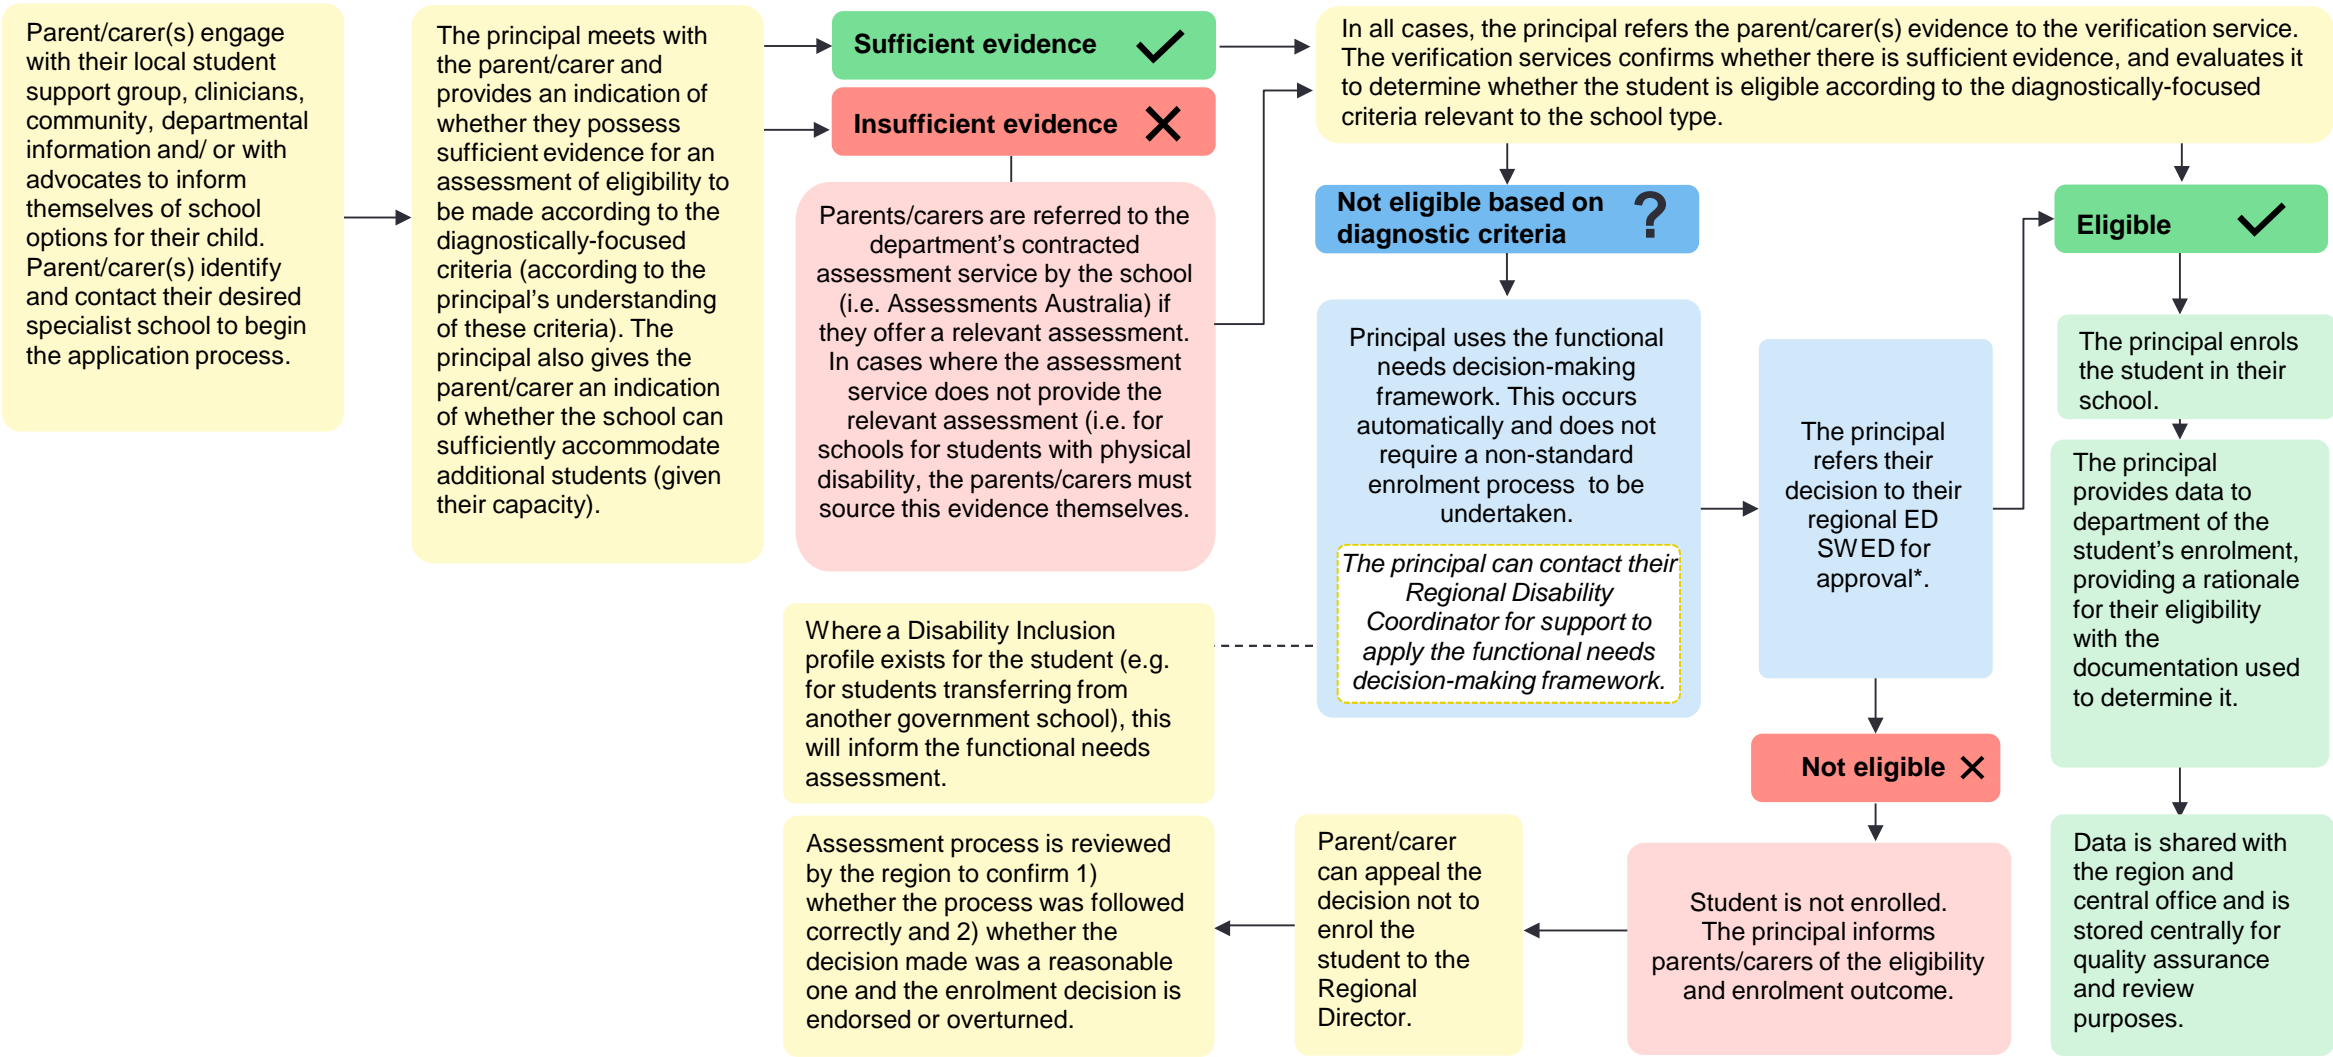 Parent/carer(s) engage
with their local student
support group, clinicians,
community, departmental
information and/ or with
advocates to inform
themselves of school
options for their child.
Parent/carer(s) identify
and contact their desired
specialist school to begin
the application process.
The principal meets with
the parent/carer and
provides an indication of
whether they possess
sufficient evidence for an
assessment of eligibility to
be made according to the
diagnostically-focused
criteria (according to the
principal's understanding
of these criteria). The
principal also gives the
parent/carer an indication
of whether the school can
sufficiently accommodate
additional students (given
their capacity).
Sufficient evidence
Insufficient evidence
Parents/carers are referred to the
department's contracted
assessment service by the school
(i.e. Assessments Australia) if
they offer a relevant assessment.
In cases where the assessment
service does not provide the
relevant assessment (i.e. for
schools for students with physical
disability, the parents/carers must
source this evidence themselves.
In all cases, the principal refers the parent/carer(s) evidence to the verification service.
The verification services confirms whether there is sufficient evidence, and evaluates it
to determine whether the student is eligible according to the diagnostically-focused
criteria relevant to the school type.
Not eligible based on
diagnostic criteria ?
Principal uses the functional
needs decision-making
framework. This occurs
automatically and does not
require a non-standard
enrolment process to be
undertaken.
The principal can contact their
Regional Disability
Coordinator for support to
apply the functional needs
decision-making framework.
Where a Disability Inclusion
profile exists for the student (e.g.
for students transferring from
another government school), this
will inform the functional needs
assessment.
The principal
refers their
decision to their
regional ED
SWED for
approval*.
Eligible
The principal enrols
the student in their
school.
The principal
provides data to
department of the
student's enrolment,
providing a rationale
for their eligibility
with the
documentation used
to determine it.
Data is shared with
the region and
central office and is
stored centrally for
quality assurance
and review
purposes.
Not eligible
Student is not enrolled.
The principal informs
parents/carers of the eligibility
and enrolment outcome.
Parent/carer
can appeal the
decision not to
enrol the
student to the
Regional
Director.
Assessment process is reviewed
by the region to confirm 1)
whether the process was followed
correctly and 2) whether the
decision made was a reasonable
one and the enrolment decision is
endorsed or overturned.